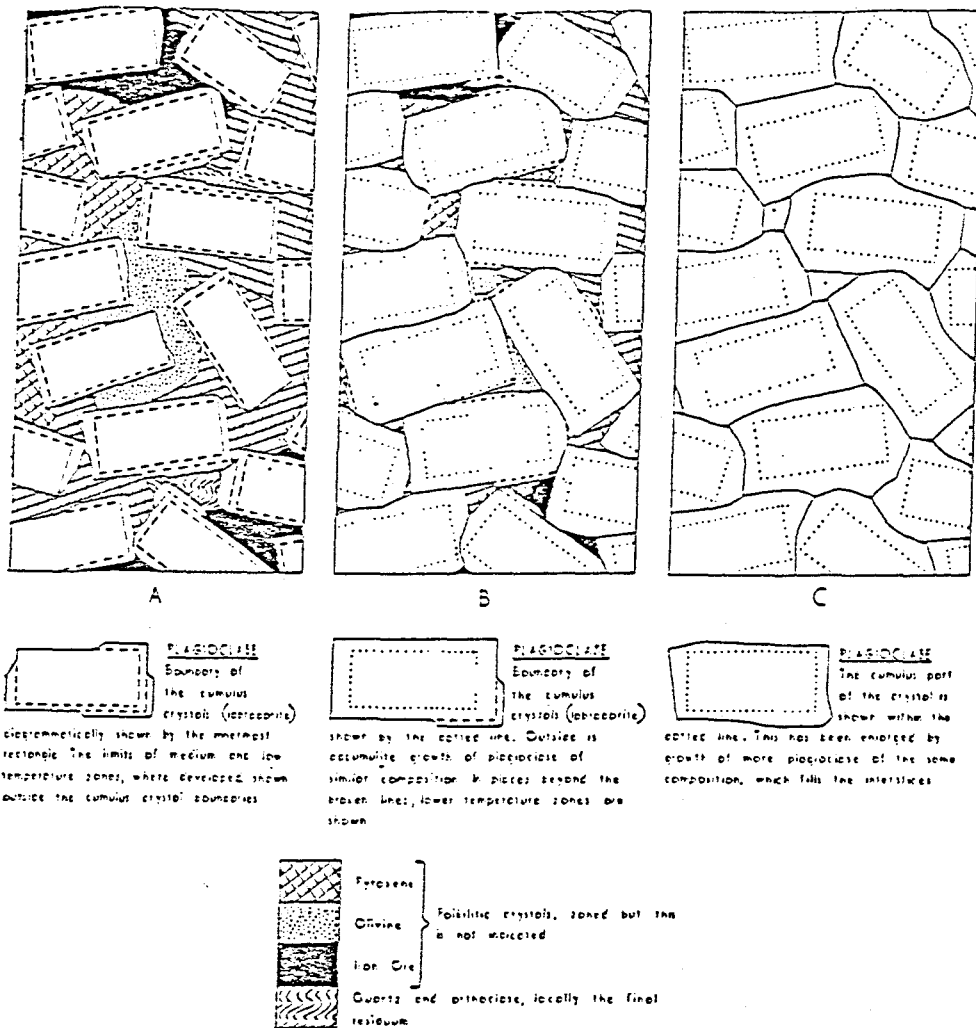 A
B
C
PLAGIOCLASE
Boundary of
the cumulus
crystals (labradorite)
diagrammatically shown by the innermost
rectangle The limits of medium and low
temperature zones, where developed, shown
outside the cumulus crystal boundaries
PLAGIOCLASE
Boundary of
the cumulus
crystals (labradorite)
shown by the dotted line. Outside is
adcumulite growth of plagioclase of
similar composition. In places beyond the
broken lines, lower temperature zones are
shown
PLAGIOCLASE
The cumulus part
of the crystal is
shown within the
dotted line. This has been enlarged by
growth of more plagioclase of the same
composition, which fills the interstices
Pyroxene
Olivine
Iron Ore
Poikilitic crystals, zoned but this
is not indicated
Quartz and orthoclase, locally the final
residuum